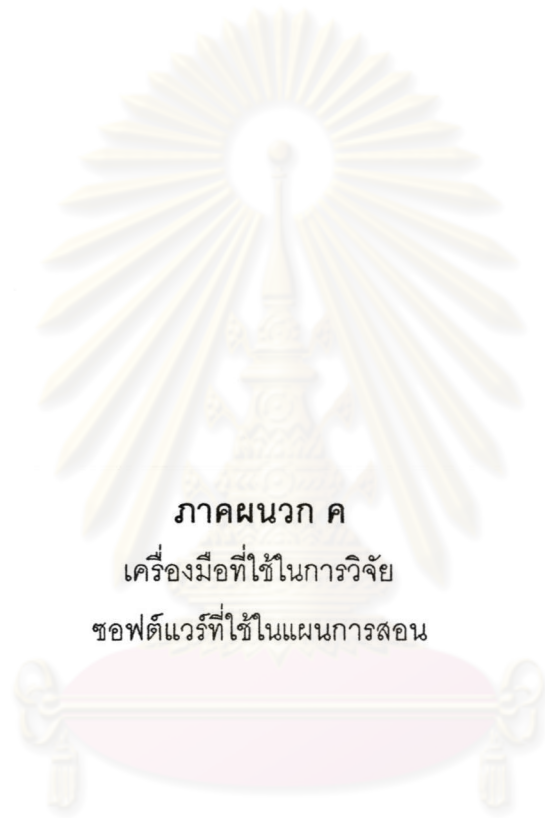 ภาคผนวก ค
เครื่องมือที่ใช้ในการวิจัย
ซอฟต์แวร์ที่ใช้ในแผนการสอน